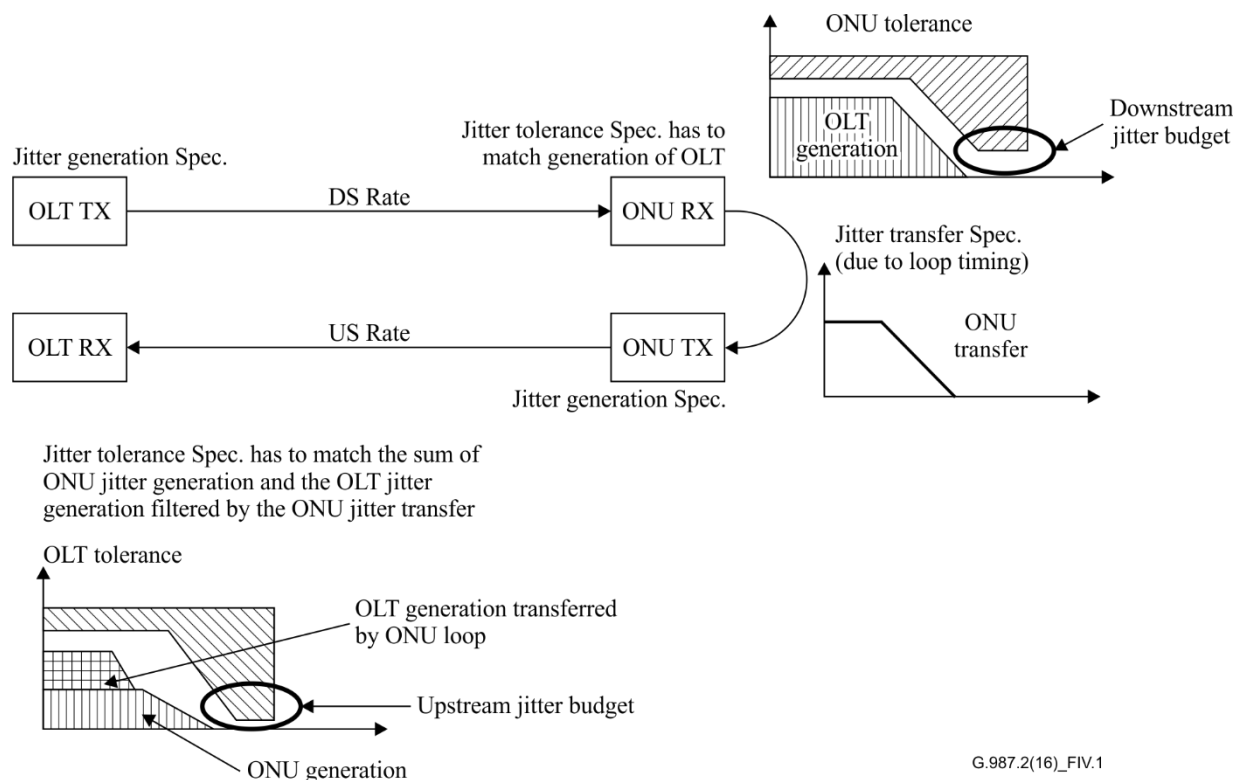 ONU tolerance
OLT
generation
Downstream
jitter budget
Jitter tolerance Spec. has to
match generation of OLT
Jitter generation Spec.
OLT TX
DS Rate
ONU RX
Jitter transfer Spec.
(due to loop timing)
ONU
transfer
OLT RX
US Rate
ONU TX
Jitter generation Spec.
Jitter tolerance Spec. has to match the sum of
ONU jitter generation and the OLT jitter
generation filtered by the ONU jitter transfer
OLT tolerance
OLT generation transferred
by ONU loop
Upstream jitter budget
ONU generation
G.987.2(16)_FIV.1